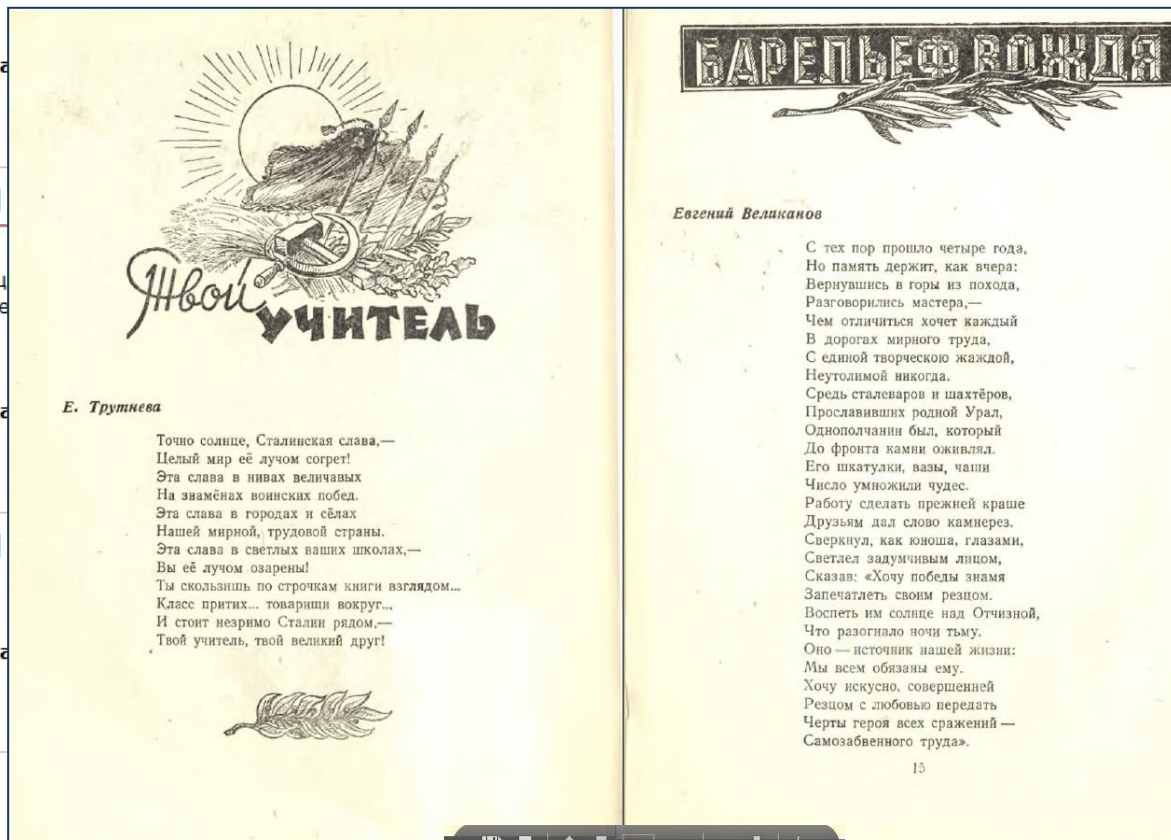 Твой
УЧИТЕЛЬ
Е. Трутнева
Точно солнце, Сталинская слава,—
Целый мир её лучом согрет!
Эта слава в нивах величавых
На знамёнах воинских побед.
Эта слава в городах и сёлах
Нашей мирной, трудовой страны.
Эта слава в светлых ваших школах,—
Вы её лучом озарены!
Ты скользишь по строчкам книги взглядом...
Класс притих... товарищи вокруг...
И стоит незримо Сталин рядом,—
Твой учитель, твой великий друг!
БАРЕЛЬЕФ ВОЖДЯ
Евгений Великанов
С тех пор прошло четыре года,
Но память держит, как вчера:
Вернувшись в горы из похода,
Разговорились мастера,—
Чем отличиться хочет каждый
В дорогах мирного труда,
С единой творческою жаждой,
Неутолимой никогда.
Средь сталеваров и шахтёров,
Прославивших родной Урал,
Однополчанин был, который
До фронта камни оживлял.
Его шкатулки, вазы, чаши
Число умножили чудес.
Работу сделать прежней краше
Друзьям дал слово камнерез.
Сверкнул, как юноша, глазами,
Светлел задумчивым лицом,
Сказав: «Хочу победы знамя
Запечатлеть своим резцом.
Воспеть им солнце над Отчизной,
Что разогнало ночи тьму.
Оно — источник нашей жизни:
Мы всем обязаны ему.
Хочу искусно, совершенней
Резцом с любовью передать
Черты героя всех сражений —
Самозабвенного труда».
15